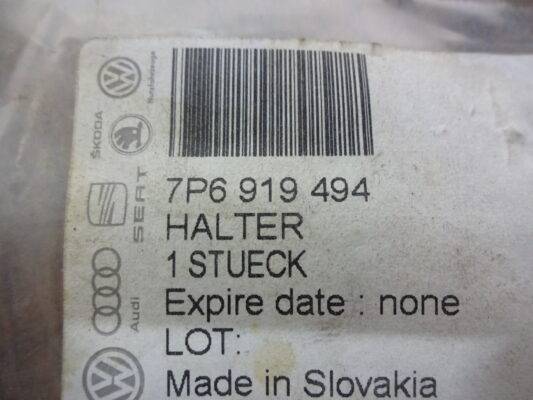 7P6 919 494
HALTER
1 STUECK
Expire date : none
LOT:
Made in Slovakia
ŠKODA
SEAT
Audi